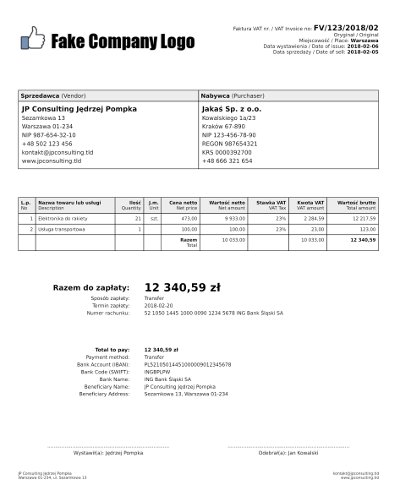 Fake Company Logo
Faktura VAT nr. / VAT Invoice no: FV/123/2018/02
Oryginał / Original
Miejscowość / Place: Warszawa
Data wystawienia / Date of issue: 2018-02-06
Data sprzedaży / Date of sell: 2018-02-05
Sprzedawca (Vendor)
JP Consulting Jędrzej Pompka
Sezamkowa 13
Warszawa 01-234
NIP 987-654-32-10
+48 502 123 456
kontakt@jpconsulting.tld
www.jpconsulting.tld
Nabywca (Purchaser)
Jakaś Sp. z o.o.
Kowalskiego 1a/23
Kraków 67-890
NIP 123-456-78-90
REGON 987654321
KRS 0000392700
+48 666 321 654
L.p. No Nazwa towaru lub usługi Description Ilość Quantity J.m. Unit Cena netto Net price Wartość netto Net amount Stawka VAT VAT Tax Kwota VAT VAT amount Wartość brutto Total amount
1 Elektronika do rakiety 21 szt. 473,00 9 933,00 23% 2 284,59 12 217,59
2 Usługa transportowa 1 100,00 100,00 23% 23,00 123,00
Razem Total 10 033,00 10 033,00 12 340,59
Razem do zapłaty: 12 340,59 zł
Sposób zapłaty: Transfer
Termin zapłaty: 2018-02-20
Numer rachunku: 52 1050 1445 1000 0090 1234 5678 ING Bank Śląski SA
Total to pay: 12 340,59 zł
Payment method: Transfer
Bank Account (IBAN): PL52105014451000009012345678
Bank Code (SWIFT): INGBPLPW
Bank Name: ING Bank Śląski SA
Beneficiary Name: JP Consulting Jędrzej Pompka
Beneficiary Address: Sezamkowa 13, Warszawa 01-234
Wystawił(a): Jędrzej Pompka
Odebrał(a): Jan Kowalski
JP Consulting Jędrzej Pompka
Warszawa 01-234, ul. Sezamkowa 13
kontakt@jpconsulting.tld
www.jpconsulting.tld